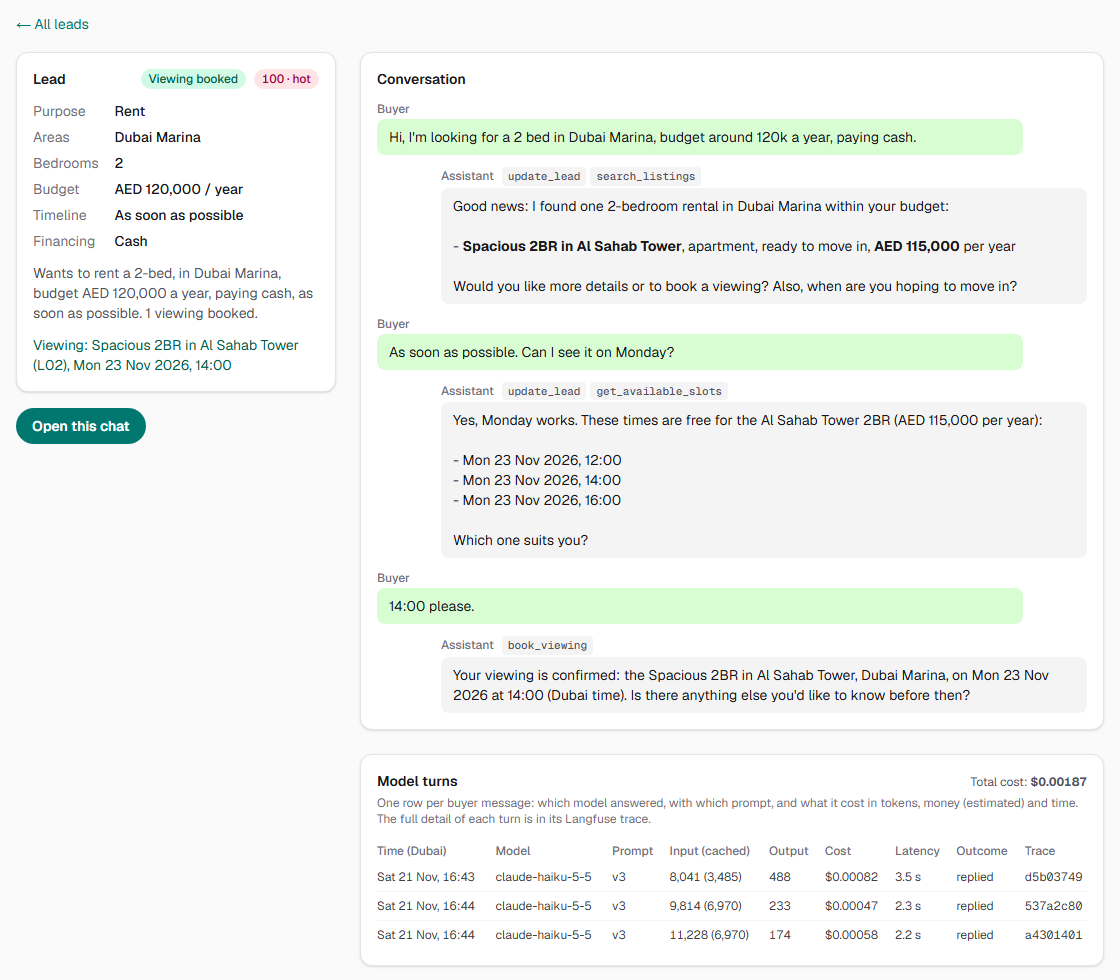 ← All leads
Lead Viewing booked 100 · hot
Purpose Rent
Areas Dubai Marina
Bedrooms 2
Budget AED 120,000 / year
Timeline As soon as possible
Financing Cash
Wants to rent a 2-bed, in Dubai Marina,
budget AED 120,000 a year, paying cash, as
soon as possible. 1 viewing booked.
Viewing: Spacious 2BR in Al Sahab Tower
(L02), Mon 23 Nov 2026, 14:00
Open this chat
Conversation
Buyer
Hi, I'm looking for a 2 bed in Dubai Marina, budget around 120k a year, paying cash.
Assistant update_lead search_listings
Good news: I found one 2-bedroom rental in Dubai Marina within your budget:
- Spacious 2BR in Al Sahab Tower, apartment, ready to move in, AED 115,000 per year
Would you like more details or to book a viewing? Also, when are you hoping to move in?
Buyer
As soon as possible. Can I see it on Monday?
Assistant update_lead get_available_slots
Yes, Monday works. These times are free for the Al Sahab Tower 2BR (AED 115,000 per year):
- Mon 23 Nov 2026, 12:00
- Mon 23 Nov 2026, 14:00
- Mon 23 Nov 2026, 16:00
Which one suits you?
Buyer
14:00 please.
Assistant book_viewing
Your viewing is confirmed: the Spacious 2BR in Al Sahab Tower, Dubai Marina, on Mon 23 Nov
2026 at 14:00 (Dubai time). Is there anything else you'd like to know before then?
Model turns Total cost: $0.00187
One row per buyer message: which model answered, with which prompt, and what it cost in tokens, money (estimated) and time.
The full detail of each turn is in its Langfuse trace.
Time (Dubai) Model Prompt Input (cached) Output Cost Latency Outcome Trace
Sat 21 Nov, 16:43 claude-haiku-5-5 v3 8,041 (3,485) 488 $0.00082 3.5 s replied d5b03749
Sat 21 Nov, 16:44 claude-haiku-5-5 v3 9,814 (6,970) 233 $0.00047 2.3 s replied 537a2c80
Sat 21 Nov, 16:44 claude-haiku-5-5 v3 11,228 (6,970) 174 $0.00058 2.2 s replied a4301401